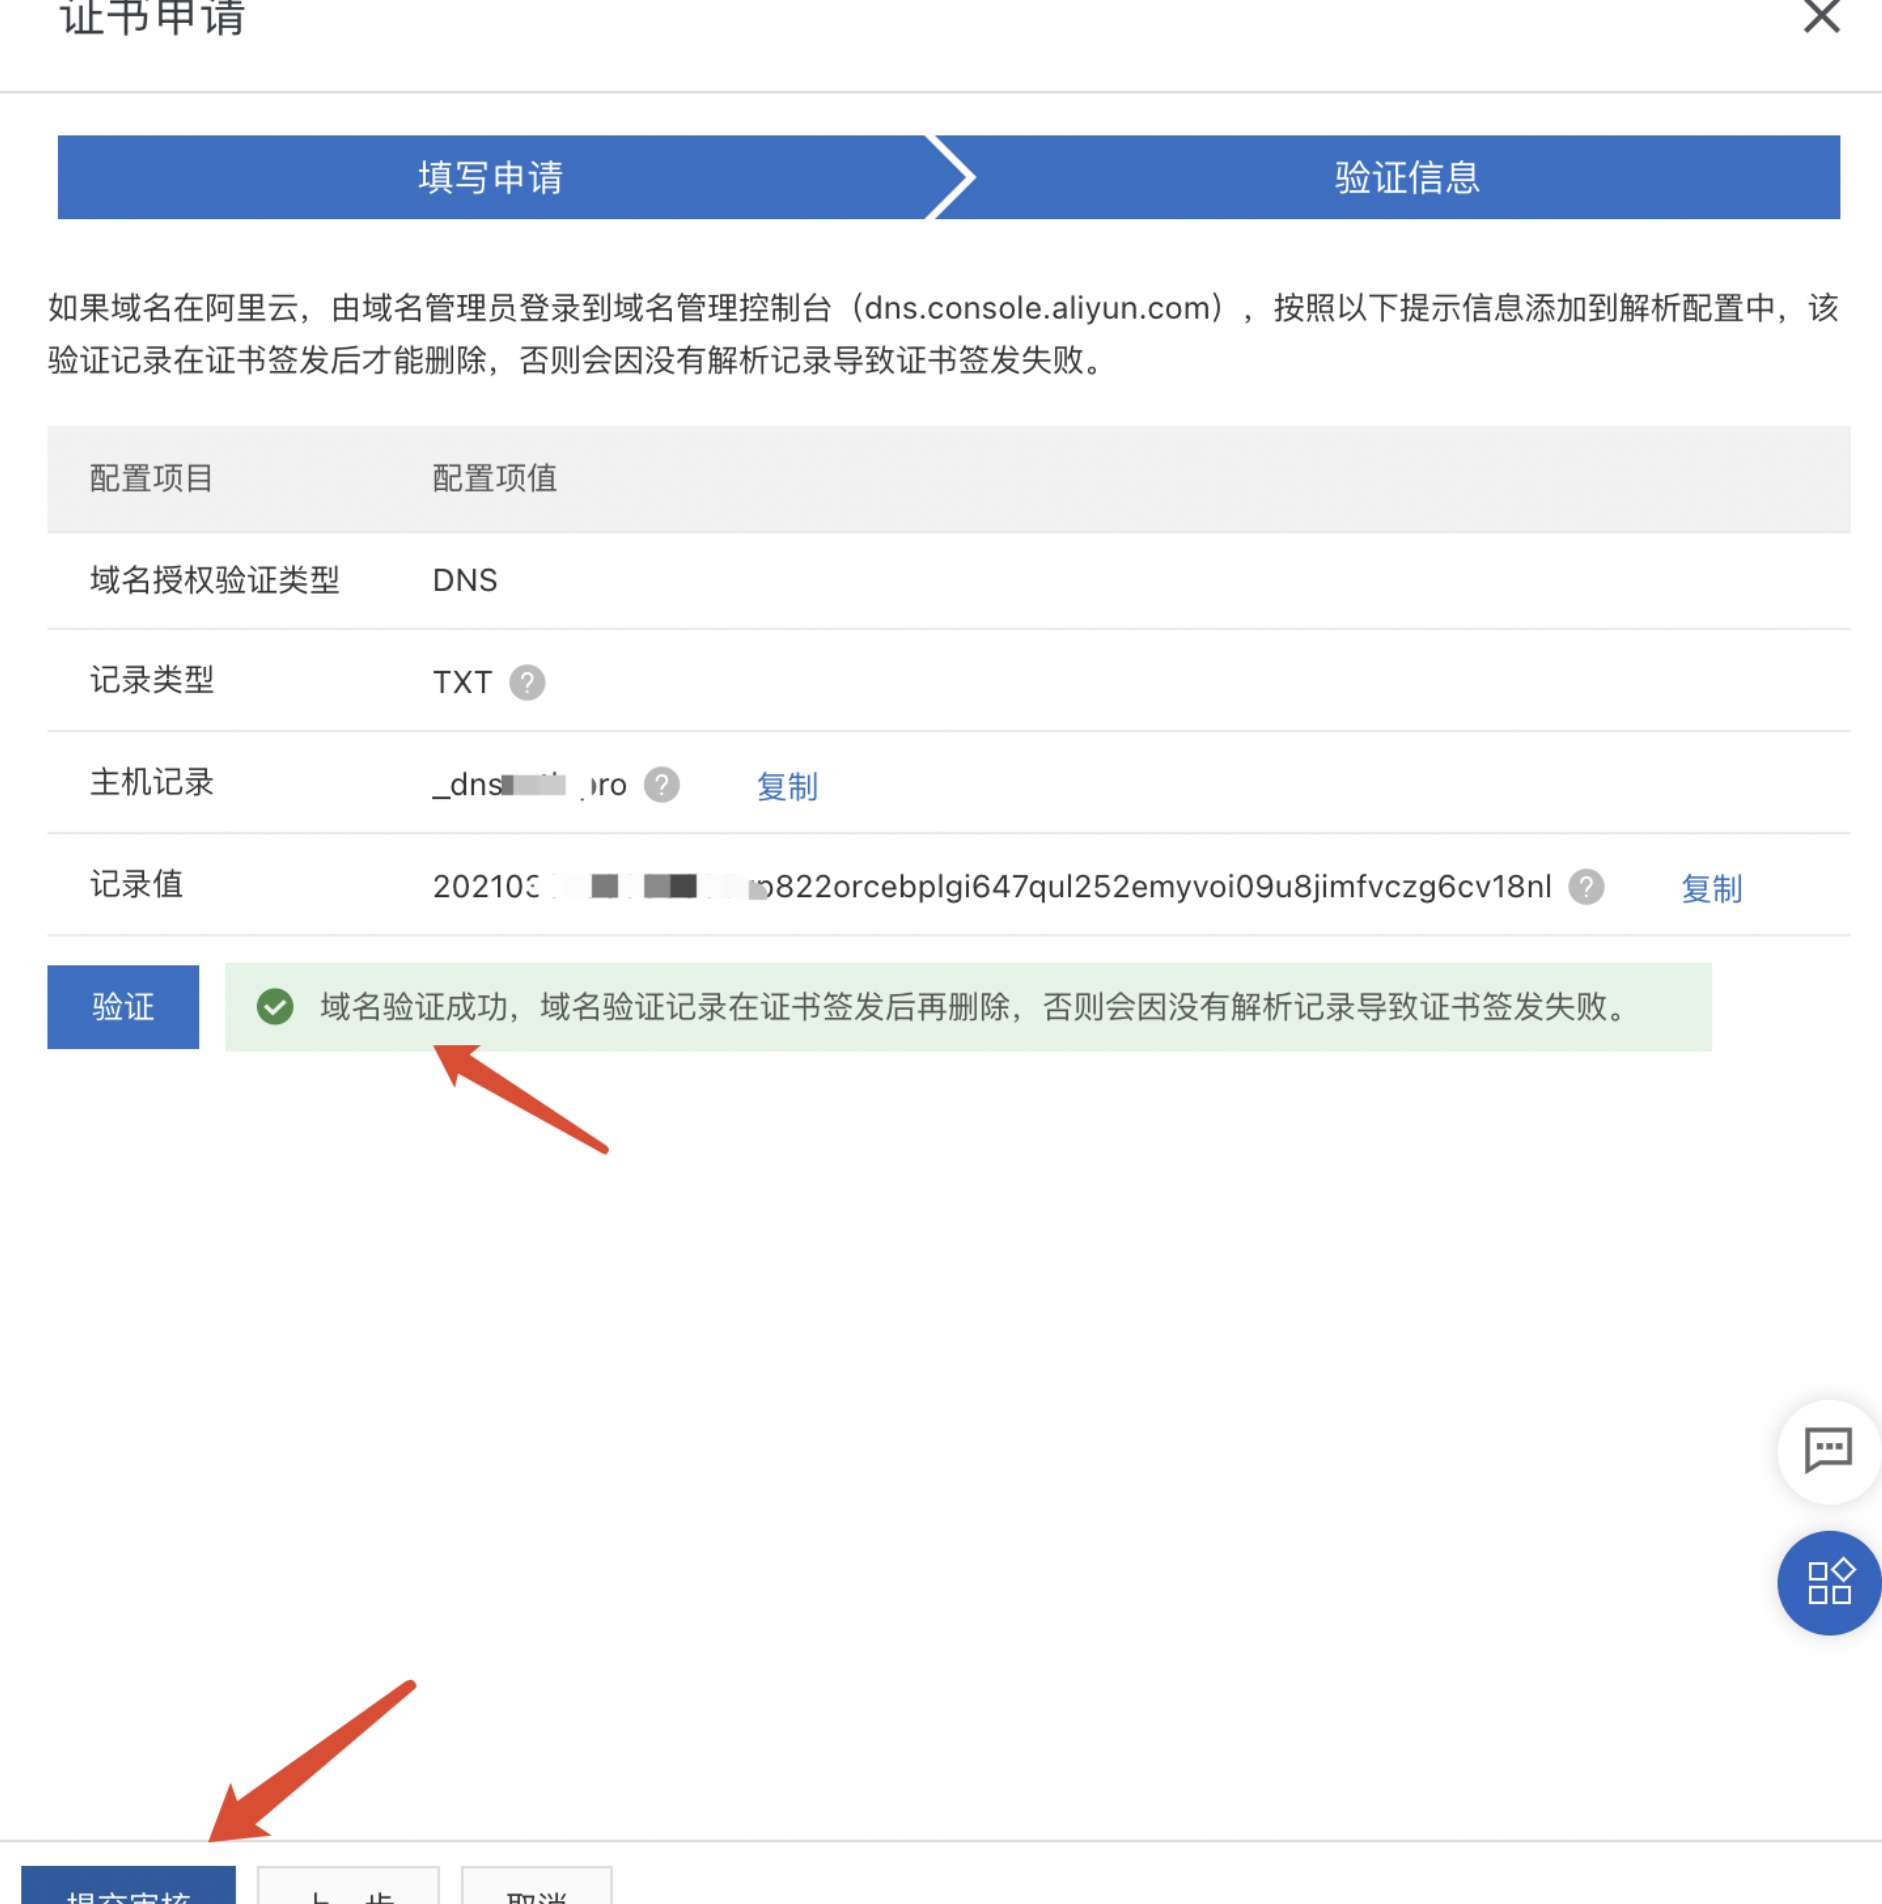 证书申请
填写申请
验证信息
如果域名在阿里云，由域名管理员登录到域名管理控制台（dns.console.aliyun.com），按照以下提示信息添加到解析配置中，该
验证记录在证书签发后才能删除，否则会因没有解析记录导致证书签发失败。
配置项目 配置项值
域名授权验证类型 DNS
记录类型 TXT ?
主机记录 _dns ro ? 复制
记录值 20210 p822orcebplgi647qul252emyvoi09u8jimfvczg6cv18nl ? 复制
验证 域名验证成功，域名验证记录在证书签发后再删除，否则会因没有解析记录导致证书签发失败。
提交审核 上一步 取消